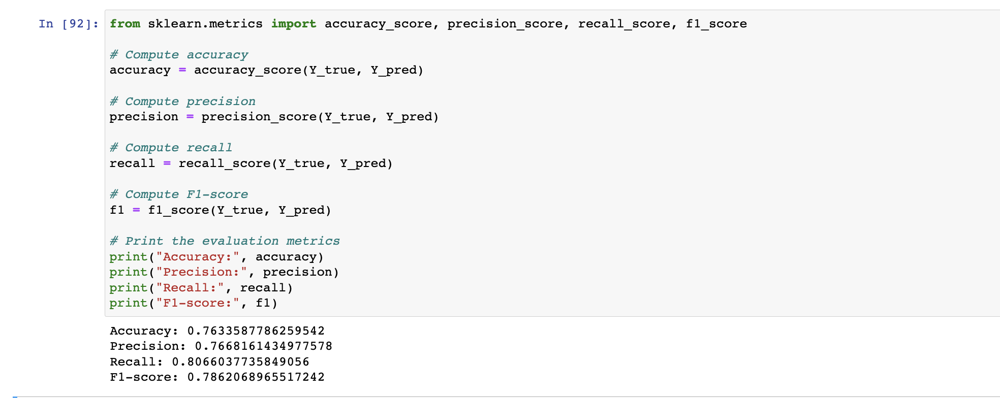 In [92]: from sklearn.metrics import accuracy_score, precision_score, recall_score, f1_score
# Compute accuracy
accuracy = accuracy_score(Y_true, Y_pred)
# Compute precision
precision = precision_score(Y_true, Y_pred)
# Compute recall
recall = recall_score(Y_true, Y_pred)
# Compute F1-score
f1 = f1_score(Y_true, Y_pred)
# Print the evaluation metrics
print("Accuracy:", accuracy)
print("Precision:", precision)
print("Recall:", recall)
print("F1-score:", f1)
Accuracy: 0.7633587786259542
Precision: 0.7668161434977578
Recall: 0.8066037735849056
F1-score: 0.7862068965517242